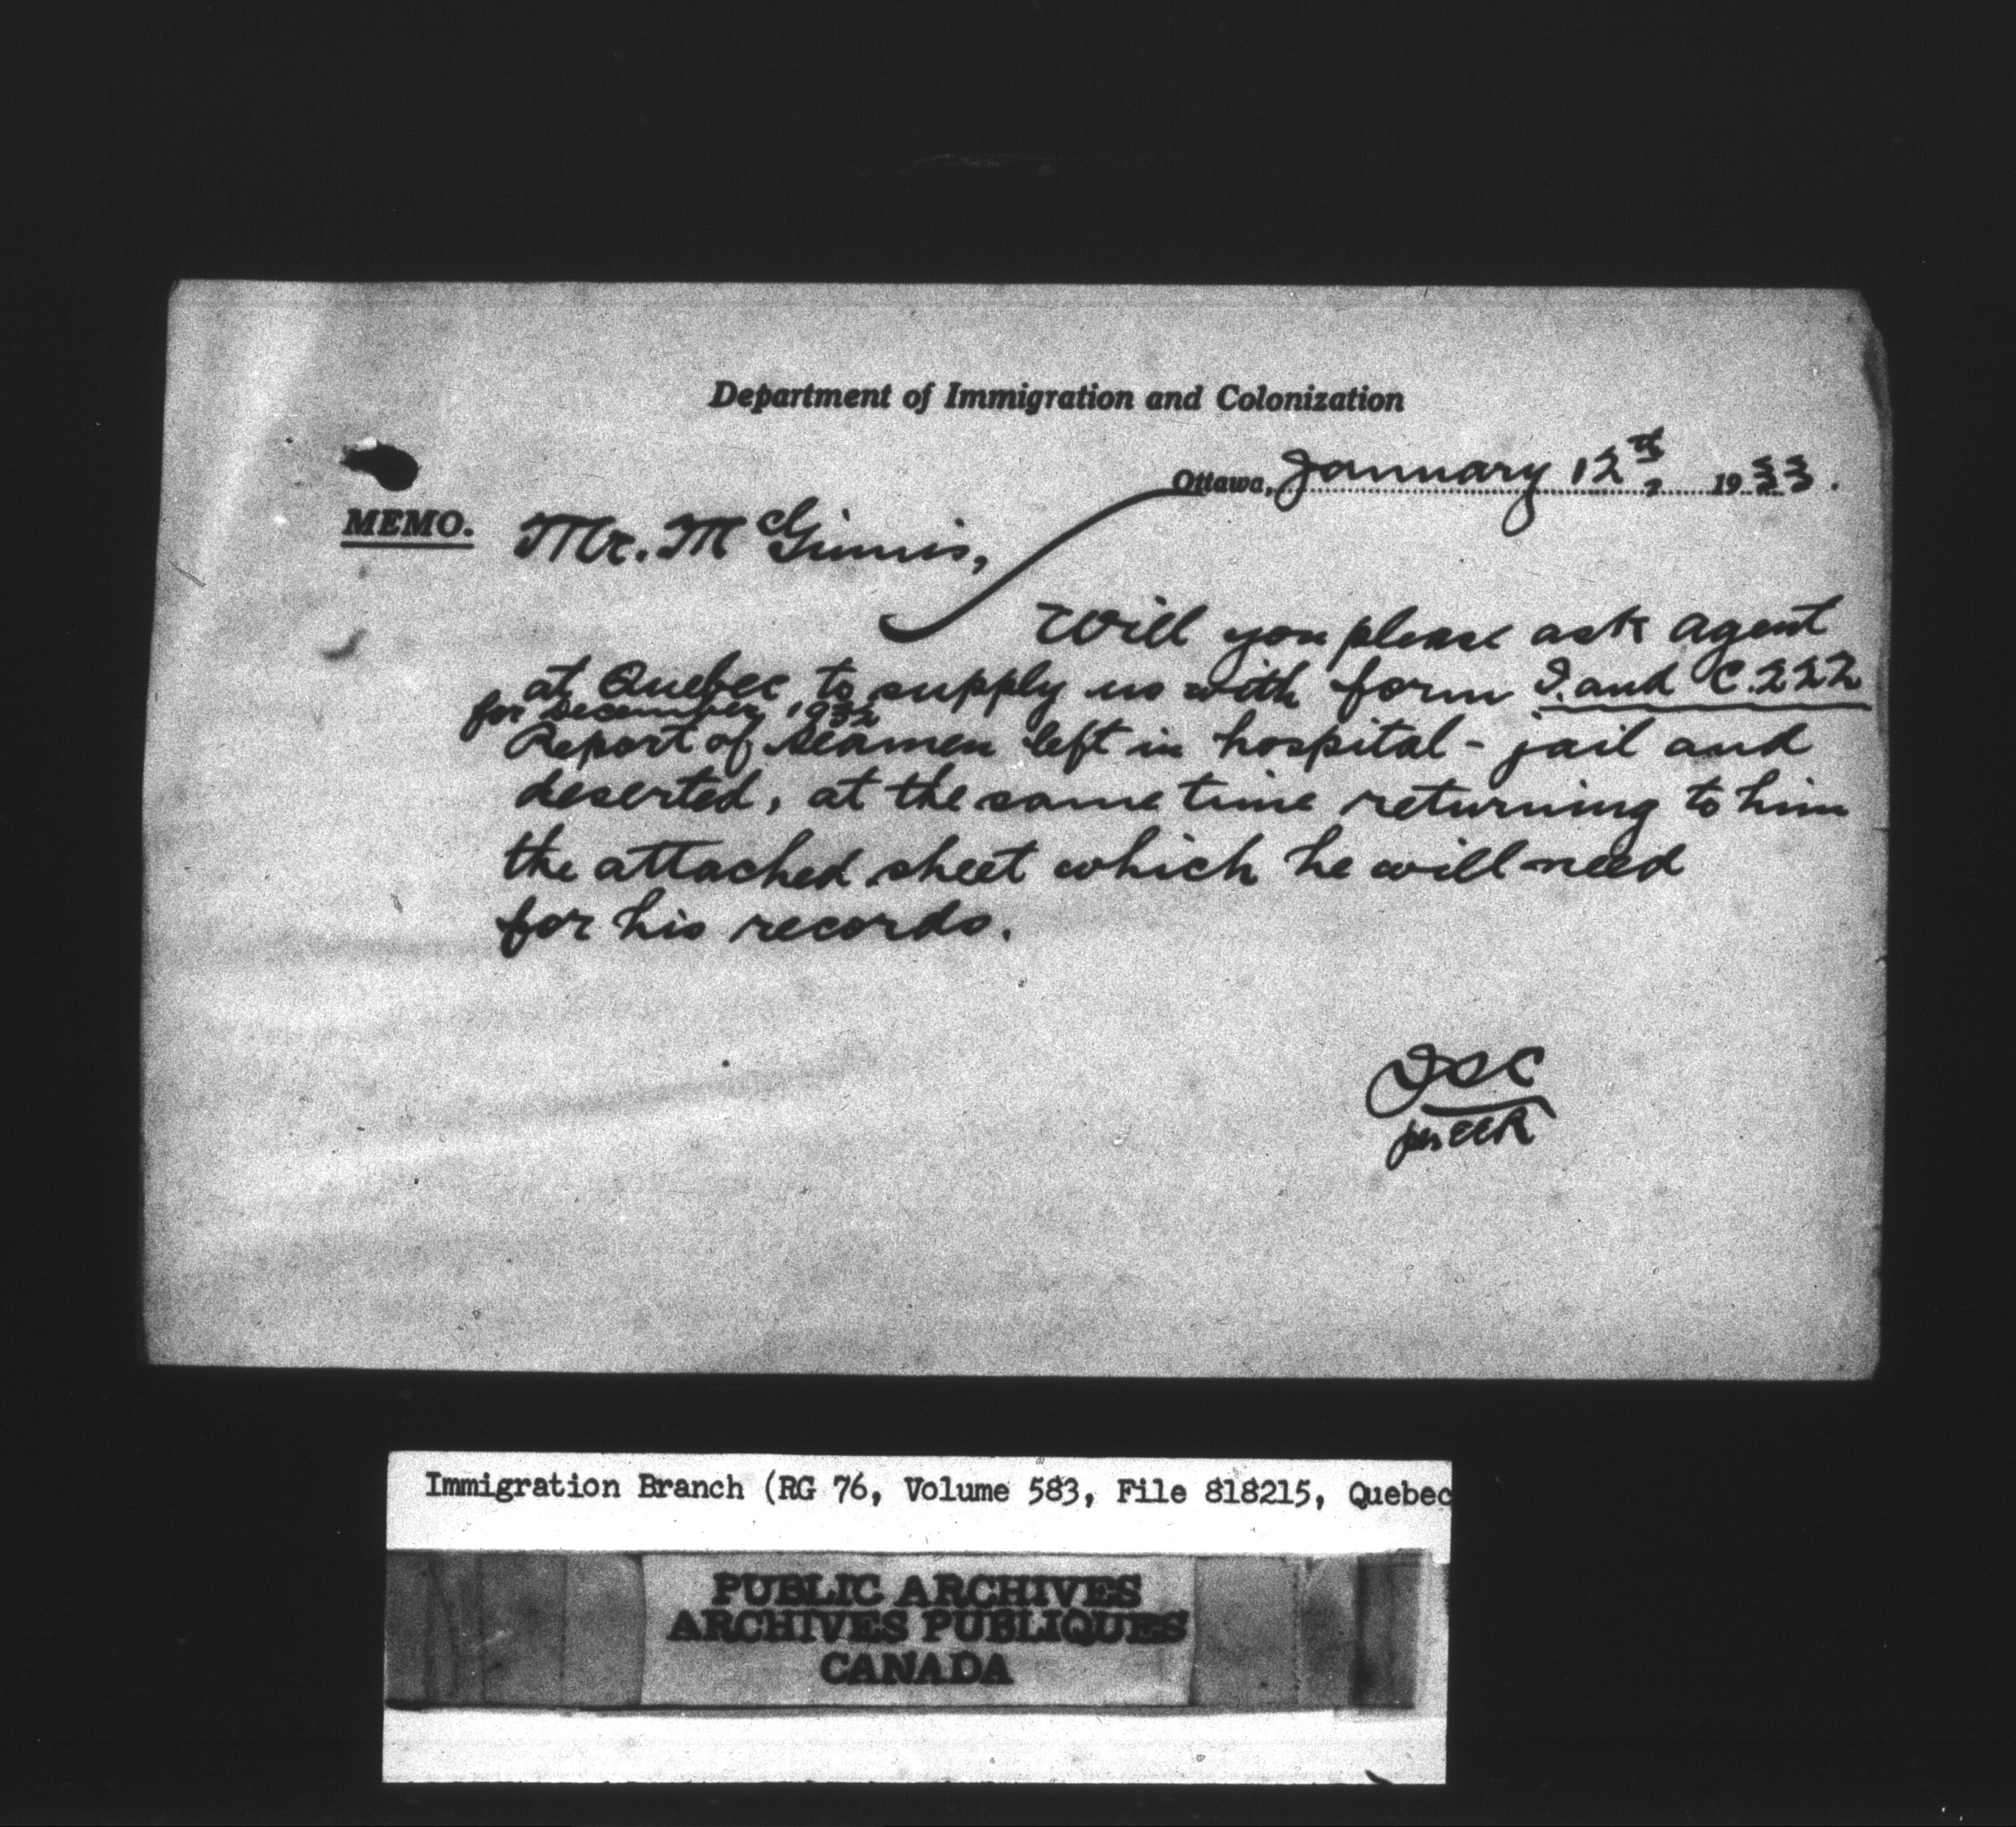 Department of Immigration and Colonization
Ottawa, January 12th, 1933.
MEMO. Mr. McGinnis,
Will you please ask agent
at Quebec to supply us with form I. and C. 222
for December, 1932
Report of seamen left in hospital - jail and
deserted, at the same time returning to him
the attached sheet which he will need
for his records.
per
Immigration Branch (RG 76, Volume 583, File 818215, Quebec
PUBLIC ARCHIVES
ARCHIVES PUBLIQUES
CANADA